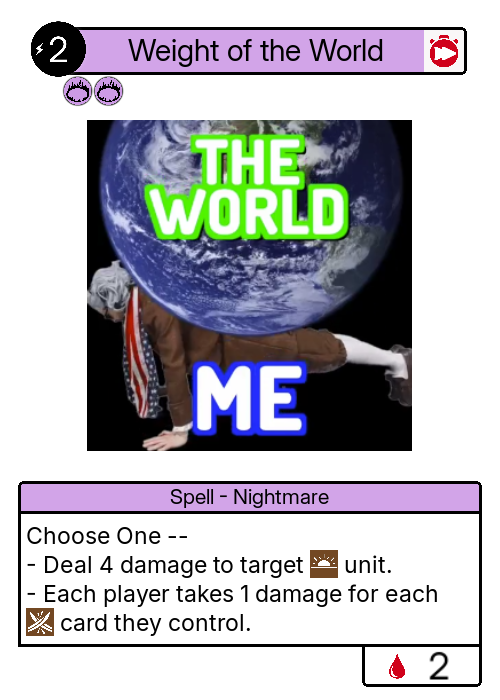 2
Weight of the World
THE
WORLD
ME
Spell - Nightmare
Choose One --
- Deal 4 damage to target unit.
- Each player takes 1 damage for each
card they control.
2